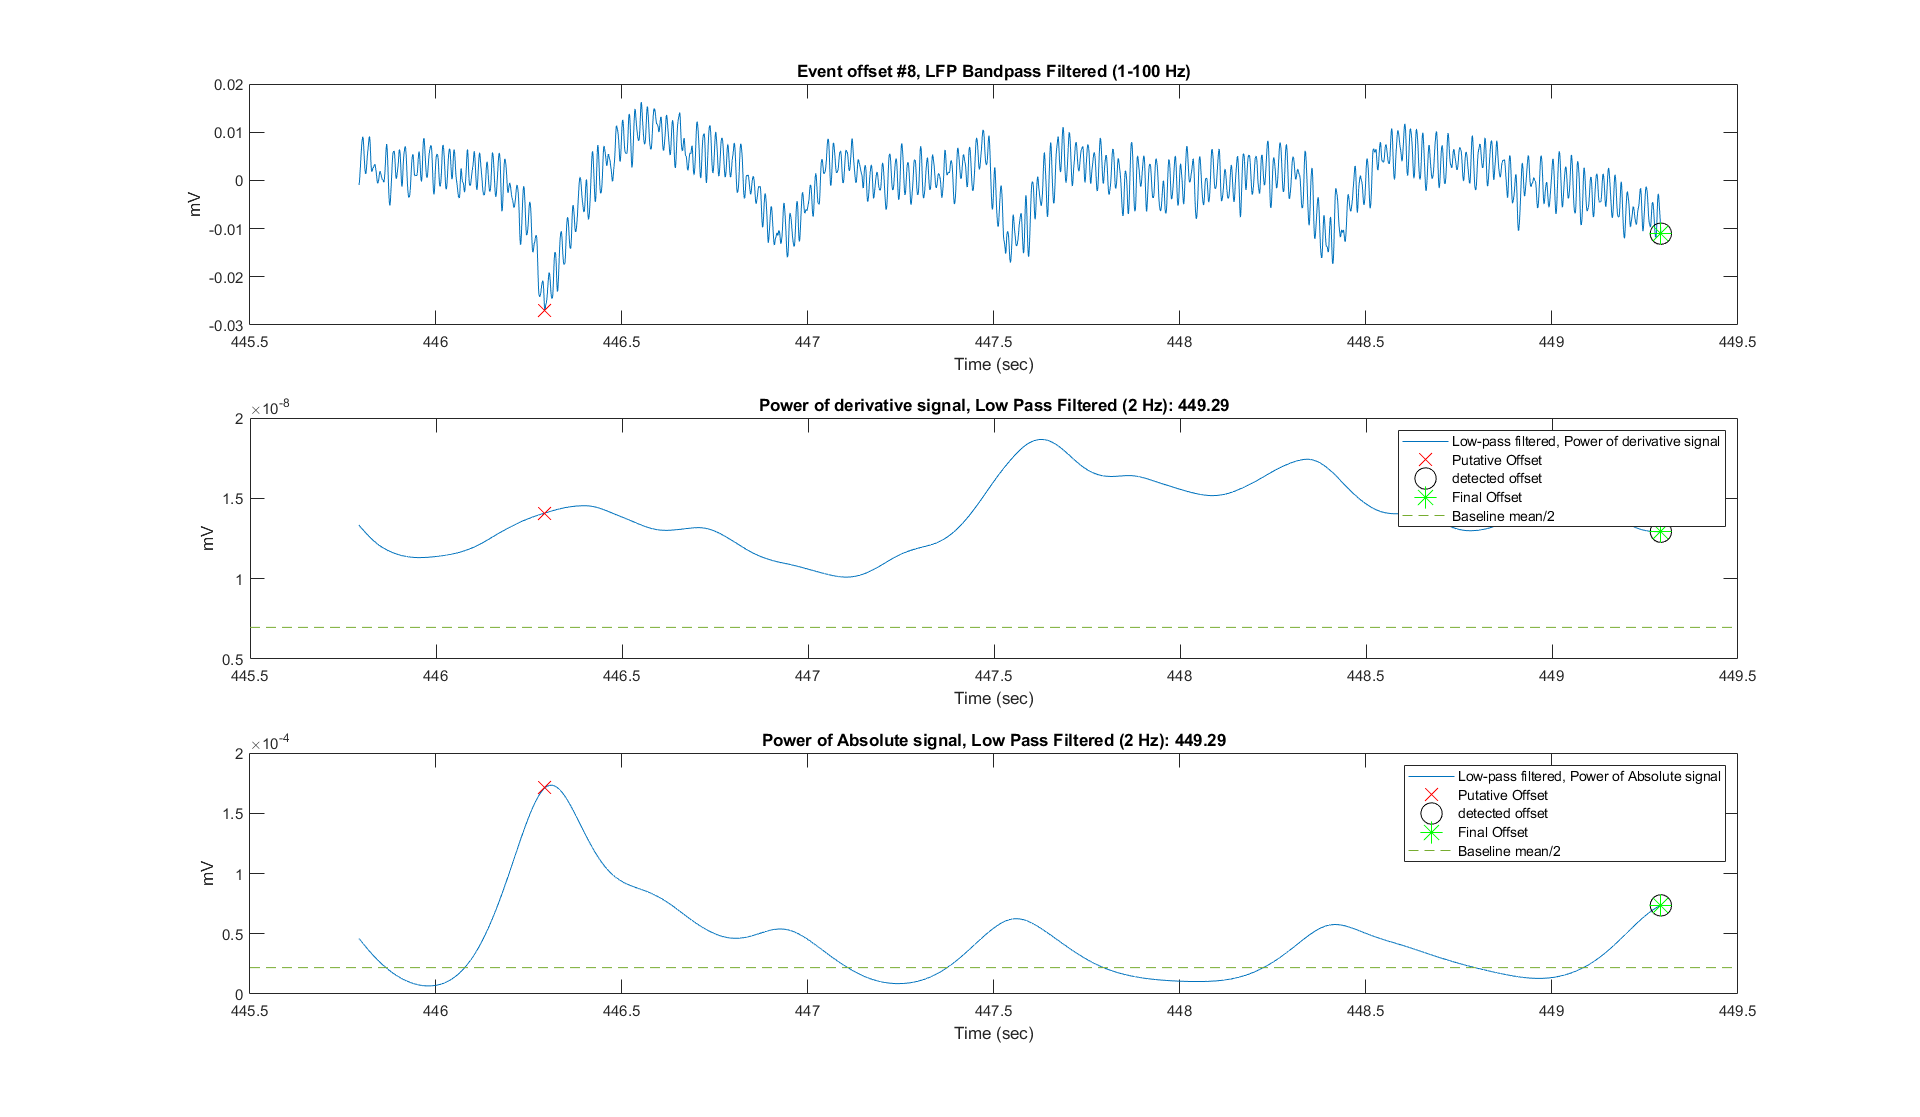 Event offset #8, LFP Bandpass Filtered (1-100 Hz)
0.02
0.01
0
-0.01
-0.02
-0.03
mV
445.5 446 446.5 447 447.5 448 448.5 449 449.5
Time (sec)
Power of derivative signal, Low Pass Filtered (2 Hz): 449.29
×10^-8
2
1.5
1
0.5
mV
Low-pass filtered, Power of derivative signal
Putative Offset
detected offset
Final Offset
Baseline mean/2
445.5 446 446.5 447 447.5 448 448.5 449 449.5
Time (sec)
Power of Absolute signal, Low Pass Filtered (2 Hz): 449.29
×10^-4
2
1.5
1
0.5
0
mV
Low-pass filtered, Power of Absolute signal
Putative Offset
detected offset
Final Offset
Baseline mean/2
445.5 446 446.5 447 447.5 448 448.5 449 449.5
Time (sec)